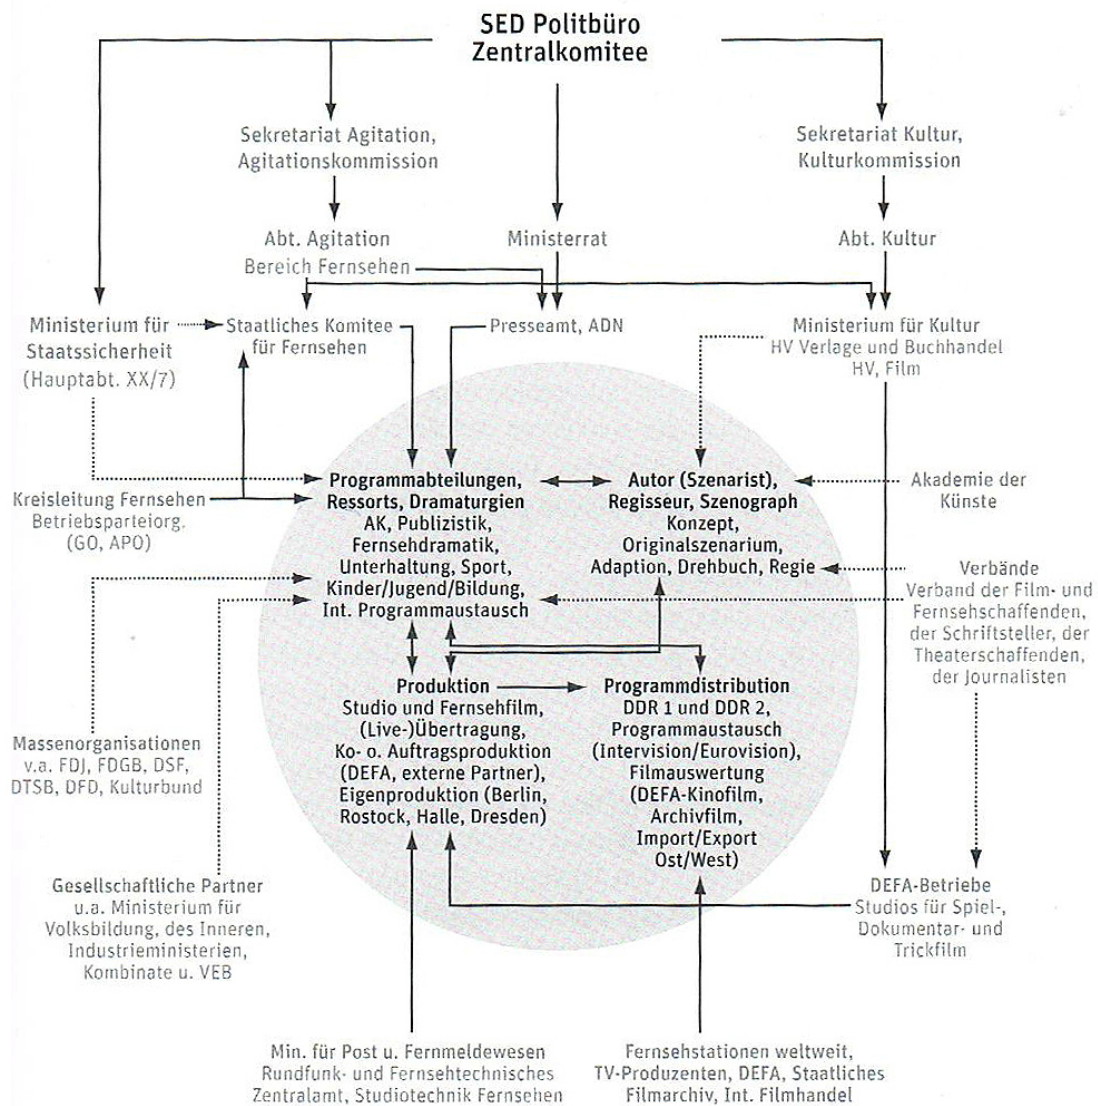 SED Politbüro
Zentralkomitee
Sekretariat Agitation,
Agitationskommission
Sekretariat Kultur,
Kulturkommission
Abt. Agitation
Bereich Fernsehen
Ministerrat
Abt. Kultur
Ministerium für
Staatssicherheit
(Hauptabt. XX/7)
Staatliches Komitee
für Fernsehen
Presseamt, ADN
Ministerium für Kultur
HV Verlage und Buchhandel
HV, Film
Kreisleitung Fernsehen
Betriebsparteiorg.
(GO, APO)
Programmabteilungen,
Ressorts, Dramaturgien
AK, Publizistik,
Fernsehdramatik,
Unterhaltung, Sport,
Kinder/Jugend/Bildung,
Int. Programmaustausch
Autor (Szenarist),
Regisseur, Szenograph
Konzept,
Originalszenarium,
Adaption, Drehbuch, Regie
Akademie der
Künste
Verbände
Verband der Film- und
Fernsehschaffenden,
der Schriftsteller, der
Theaterschaffenden,
der Journalisten
Massenorganisationen
v.a. FDJ, FDGB, DSF,
DTSB, DFD, Kulturbund
Produktion
Studio und Fernsehfilm,
(Live-)Übertragung,
Ko- o. Auftragsproduktion
(DEFA, externe Partner),
Eigenproduktion (Berlin,
Rostock, Halle, Dresden)
Programmdistribution
DDR 1 und DDR 2,
Programmaustausch
(Intervision/Eurovision),
Filmauswertung
(DEFA-Kinofilm,
Archivfilm,
Import/Export
Ost/West)
Gesellschaftliche Partner
u.a. Ministerium für
Volksbildung, des Inneren,
Industrieministerien,
Kombinate u. VEB
DEFA-Betriebe
Studios für Spiel-,
Dokumentar- und
Trickfilm
Min. für Post u. Fernmeldewesen
Rundfunk- und Fernsehtechnisches
Zentralamt, Studiotechnik Fernsehen
Fernsehstationen weltweit,
TV-Produzenten, DEFA, Staatliches
Filmarchiv, Int. Filmhandel